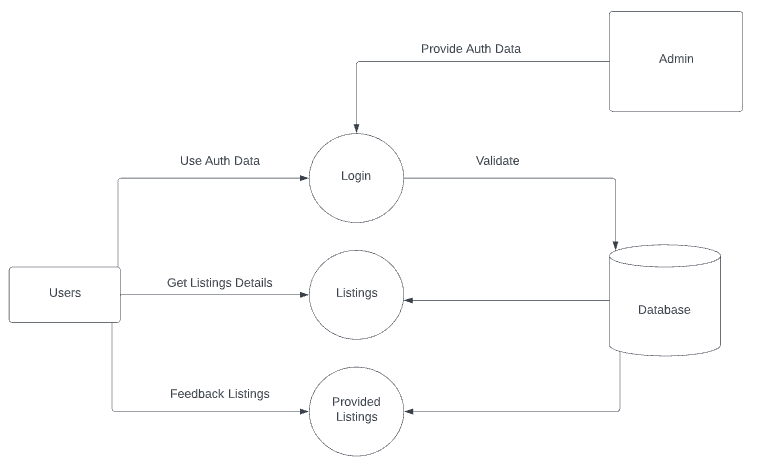 Provide Auth Data
Admin
Use Auth Data
Login
Validate
Users
Get Listings Details
Listings
Database
Feedback Listings
Provided
Listings